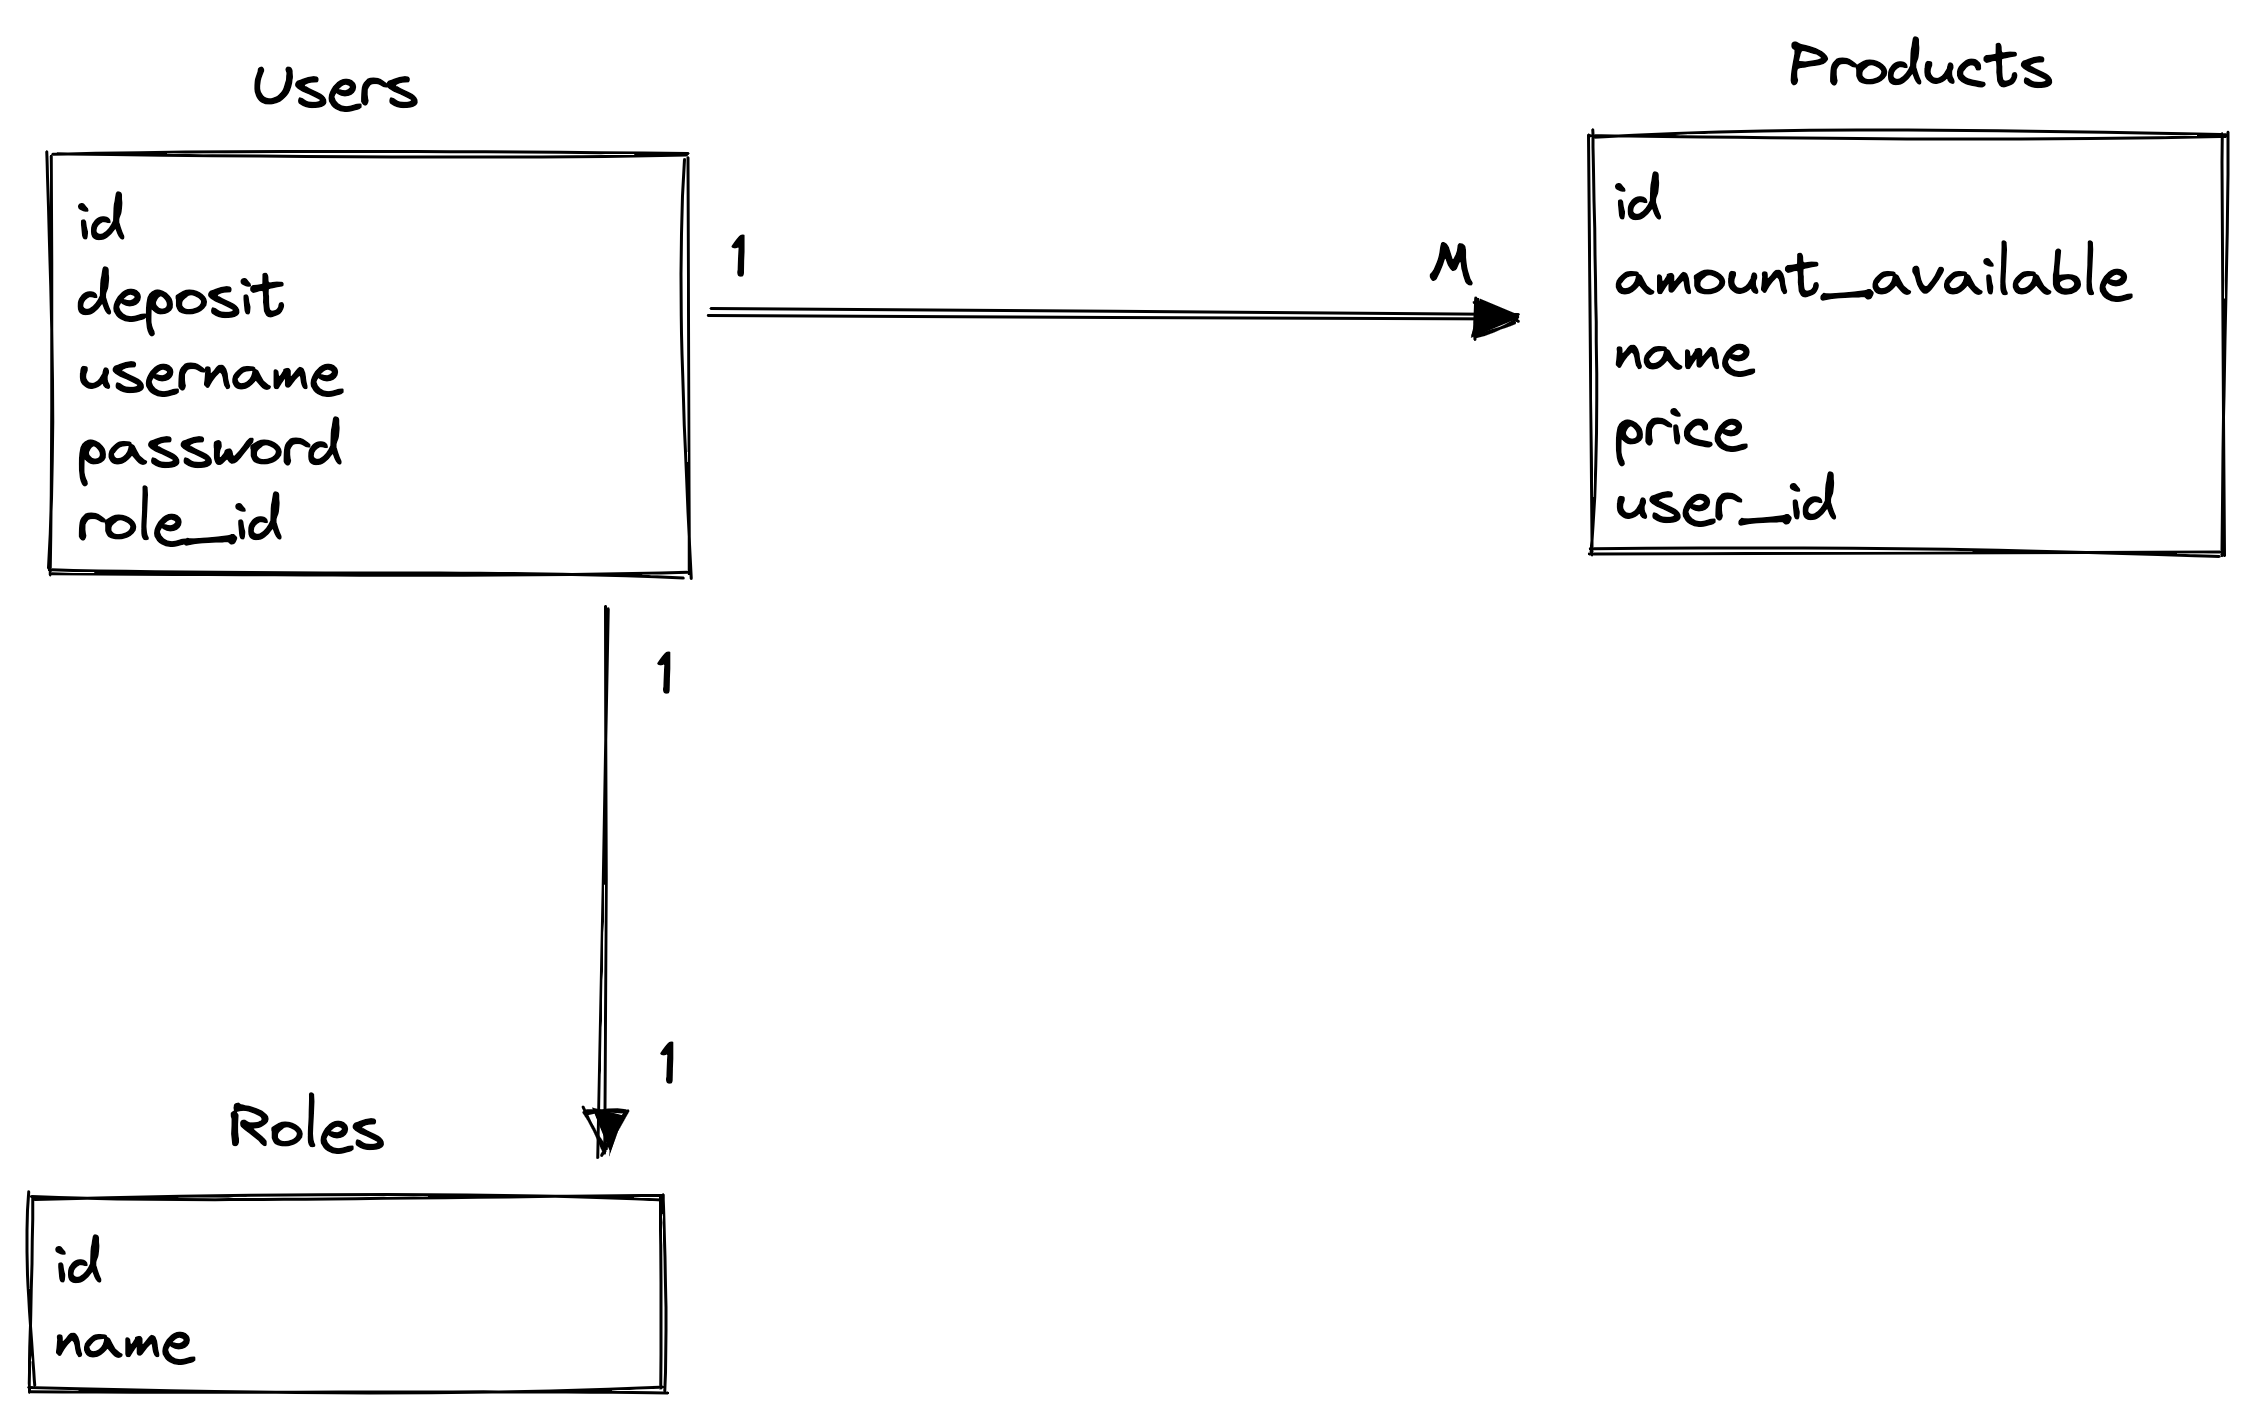 Users
id
deposit
username
password
role_id
1
M
Products
id
amount_available
name
price
user_id
1
1
Roles
id
name